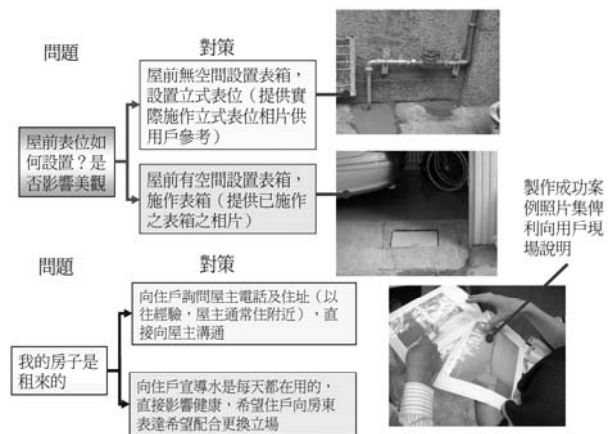 問題
對策
屋前無空間設置表箱，
設置立式表位（提供實
際施作立式表位相片供
用戶參考）
屋前表位如
何設置？是
否影響美觀
屋前有空間設置表箱，
施作表箱（提供已施作
之表箱之相片）
製作成功案
例照片集俾
利向用戶現
場說明
問題
對策
向住戶詢問屋主電話及住址（以
往經驗，屋主通常住附近），直
接向屋主溝通
我的房子是
租來的
向住戶宣導水是每天都在用的，
直接影響健康，希望住戶向房東
表達希望配合更換立場